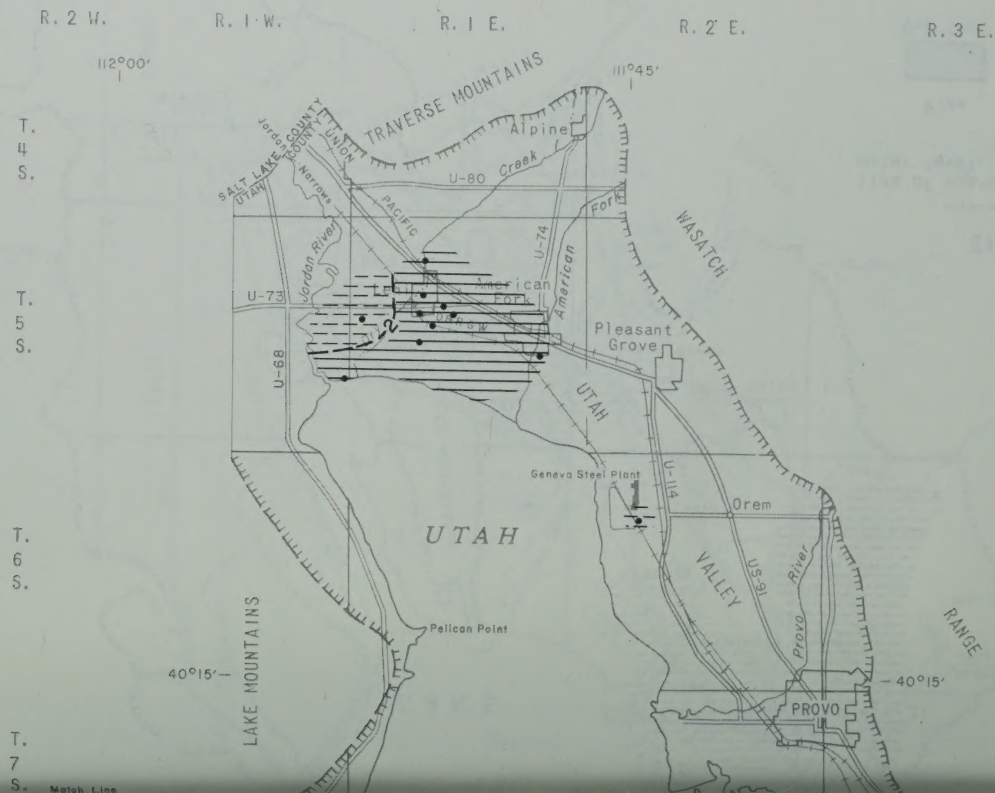 R. 2 W.
R. 1 W.
R. 1 E.
R. 2 E.
R. 3 E.
112°00'
111°45'
TRAVERSE MOUNTAINS
T.
4
S.
SALT LAKE COUNTY
UTAH COUNTY
Jordan
Narrows
UNION
PACIFIC
Alpine
Creek
U-80
Fork
American
U-74
WASATCH
Jordan River
T.
5
S.
U-73
U-68
2
American
Fork
Pleasant
Grove
UTAH
Geneva Steel Plant
1
U-114
Orem
UTAH
T.
6
S.
VALLEY
US-91
Provo River
RANGE
LAKE MOUNTAINS
Pelican Point
40°15'
40°15'
PROVO
T.
7
S.
Match Line